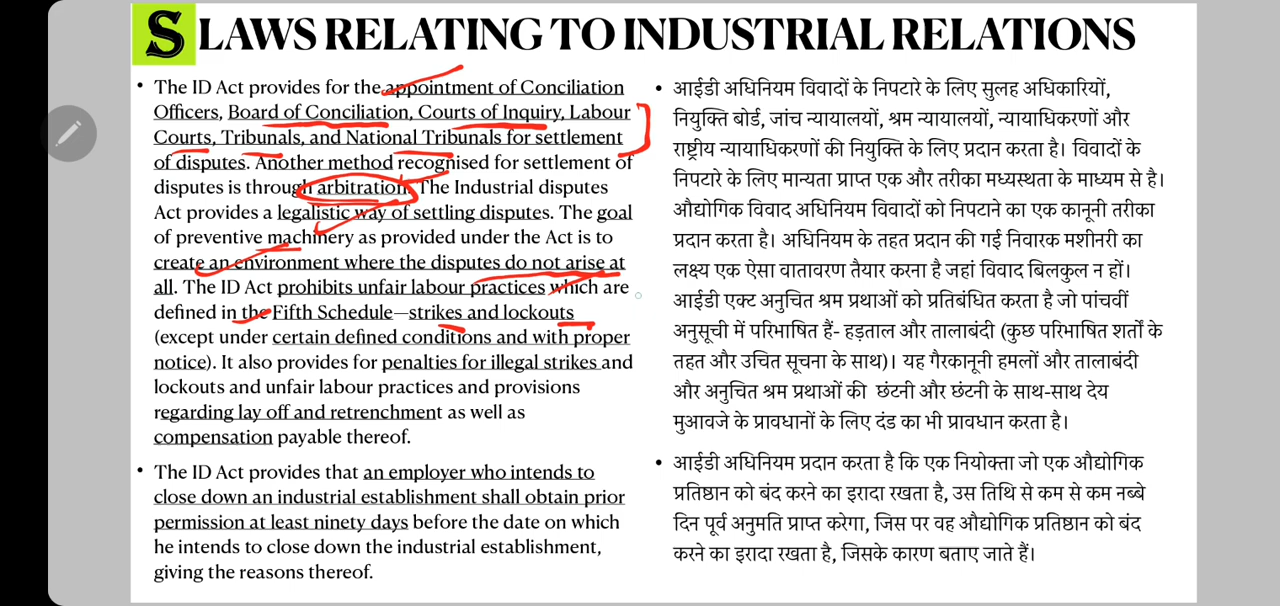 S LAWS RELATING TO INDUSTRIAL RELATIONS
• The ID Act provides for the appointment of Conciliation
Officers, Board of Conciliation, Courts of Inquiry, Labour
Courts, Tribunals, and National Tribunals for settlement
of disputes. Another method recognised for settlement of
disputes is through arbitration. The Industrial disputes
Act provides a legalistic way of settling disputes. The goal
of preventive machinery as provided under the Act is to
create an environment where the disputes do not arise at
all. The ID Act prohibits unfair labour practices which are
defined in the Fifth Schedule—strikes and lockouts
(except under certain defined conditions and with proper
notice). It also provides for penalties for illegal strikes and
lockouts and unfair labour practices and provisions
regarding lay off and retrenchment as well as
compensation payable thereof.
• The ID Act provides that an employer who intends to
close down an industrial establishment shall obtain prior
permission at least ninety days before the date on which
he intends to close down the industrial establishment,
giving the reasons thereof.
• आईडी अधिनियम विवादों के निपटारे के लिए सुलह अधिकारियों,
नियुक्ति बोर्ड, जांच न्यायालयों, श्रम न्यायालयों, न्यायाधिकरणों और
राष्ट्रीय न्यायाधिकरणों की नियुक्ति के लिए प्रदान करता है। विवादों के
निपटारे के लिए मान्यता प्राप्त एक और तरीका मध्यस्थता के माध्यम से है।
औद्योगिक विवाद अधिनियम विवादों को निपटाने का एक कानूनी तरीका
प्रदान करता है। अधिनियम के तहत प्रदान की गई निवारक मशीनरी का
लक्ष्य एक ऐसा वातावरण तैयार करना है जहां विवाद बिलकुल न हों।
आईडी एक्ट अनुचित श्रम प्रथाओं को प्रतिबंधित करता है जो पांचवीं
अनुसूची में परिभाषित हैं- हड़ताल और तालाबंदी (कुछ परिभाषित शर्तों के
तहत और उचित सूचना के साथ)। यह गैरकानूनी हमलों और तालाबंदी
और अनुचित श्रम प्रथाओं की छंटनी और छंटनी के साथ-साथ देय
मुआवजे के प्रावधानों के लिए दंड का भी प्रावधान करता है।
• आईडी अधिनियम प्रदान करता है कि एक नियोक्ता जो एक औद्योगिक
प्रतिष्ठान को बंद करने का इरादा रखता है, उस तिथि से कम से कम नब्बे
दिन पूर्व अनुमति प्राप्त करेगा, जिस पर वह औद्योगिक प्रतिष्ठान को बंद
करने का इरादा रखता है, जिसके कारण बताए जाते हैं।